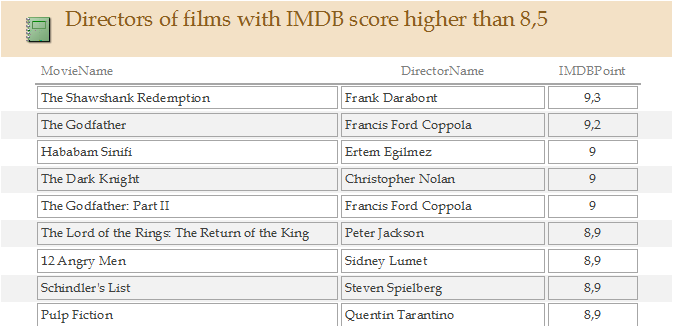 Directors of films with IMDB score higher than 8,5
MovieName DirectorName IMDBPoint
The Shawshank Redemption Frank Darabont 9,3
The Godfather Francis Ford Coppola 9,2
Hababam Sinifi Ertem Egilmez 9
The Dark Knight Christopher Nolan 9
The Godfather: Part II Francis Ford Coppola 9
The Lord of the Rings: The Return of the King Peter Jackson 8,9
12 Angry Men Sidney Lumet 8,9
Schindler's List Steven Spielberg 8,9
Pulp Fiction Quentin Tarantino 8,9